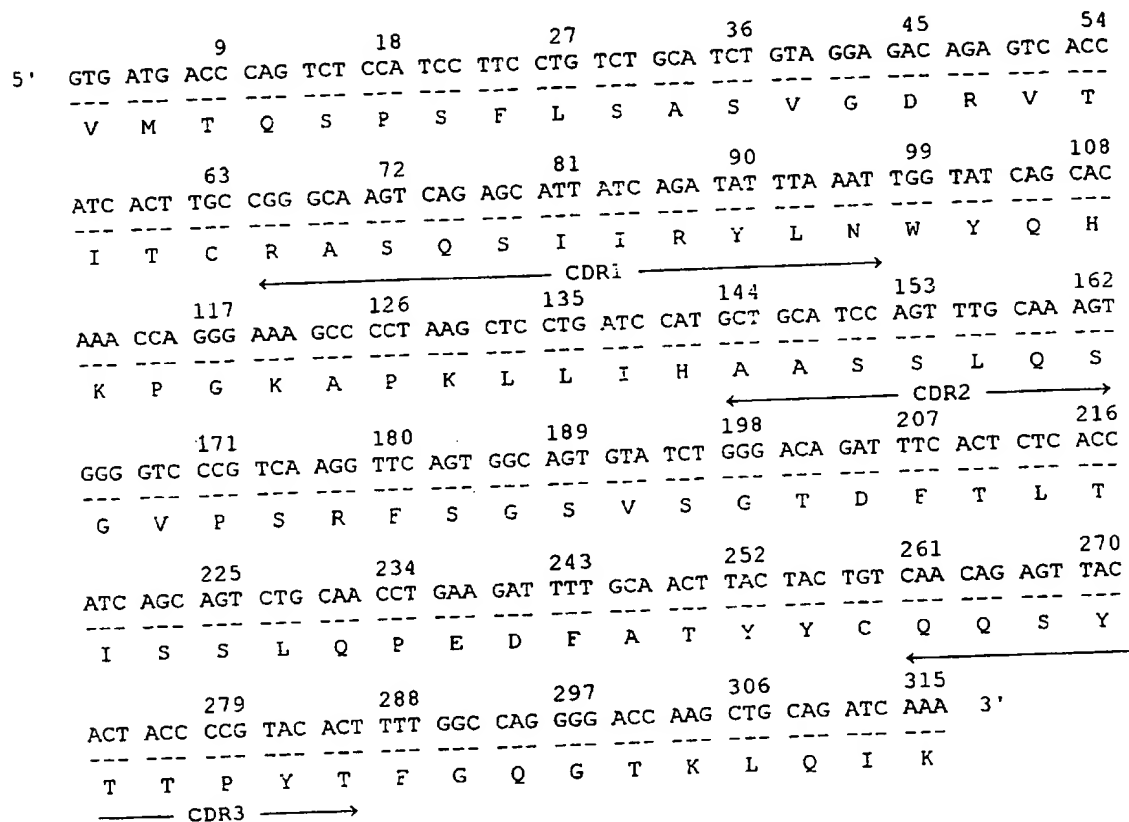 9 18 27 36 45 54
5' GTG ATG ACC CAG TCT CCA TCC TTC CTG TCT GCA TCT GTA GGA GAC AGA GTC ACC
--- --- --- --- --- --- --- --- --- --- --- --- --- --- --- --- --- ---
V M T Q S P S F L S A S V G D R V T
63 72 81 90 99 108
ATC ACT TGC CGG GCA AGT CAG AGC ATT ATC AGA TAT TTA AAT TGG TAT CAG CAC
--- --- --- --- --- --- --- --- --- --- --- --- --- --- --- --- --- ---
I T C R A S Q S I I R Y L N W Y Q H
CDR1
117 126 135 144 153 162
AAA CCA GGG AAA GCC CCT AAG CTC CTG ATC CAT GCT GCA TCC AGT TTG CAA AGT
--- --- --- --- --- --- --- --- --- --- --- --- --- --- --- --- --- ---
K P G K A P K L L I H A A S S L Q S
CDR2
171 180 189 198 207 216
GGG GTC CCG TCA AGG TTC AGT GGC AGT GTA TCT GGG ACA GAT TTC ACT CTC ACC
--- --- --- --- --- --- --- --- --- --- --- --- --- --- --- --- --- ---
G V P S R F S G S V S G T D F T L T
225 234 243 252 261 270
ATC AGC AGT CTG CAA CCT GAA GAT TTT GCA ACT TAC TAC TGT CAA CAG AGT TAC
--- --- --- --- --- --- --- --- --- --- --- --- --- --- --- --- --- ---
I S S L Q P E D F A T Y Y C Q Q S Y
279 288 297 306 315
ACT ACC CCG TAC ACT TTT GGC CAG GGG ACC AAG CTG CAG ATC AAA 3'
--- --- --- --- --- --- --- --- --- --- --- --- --- --- ---
T T P Y T F G Q G T K L Q I K
CDR3